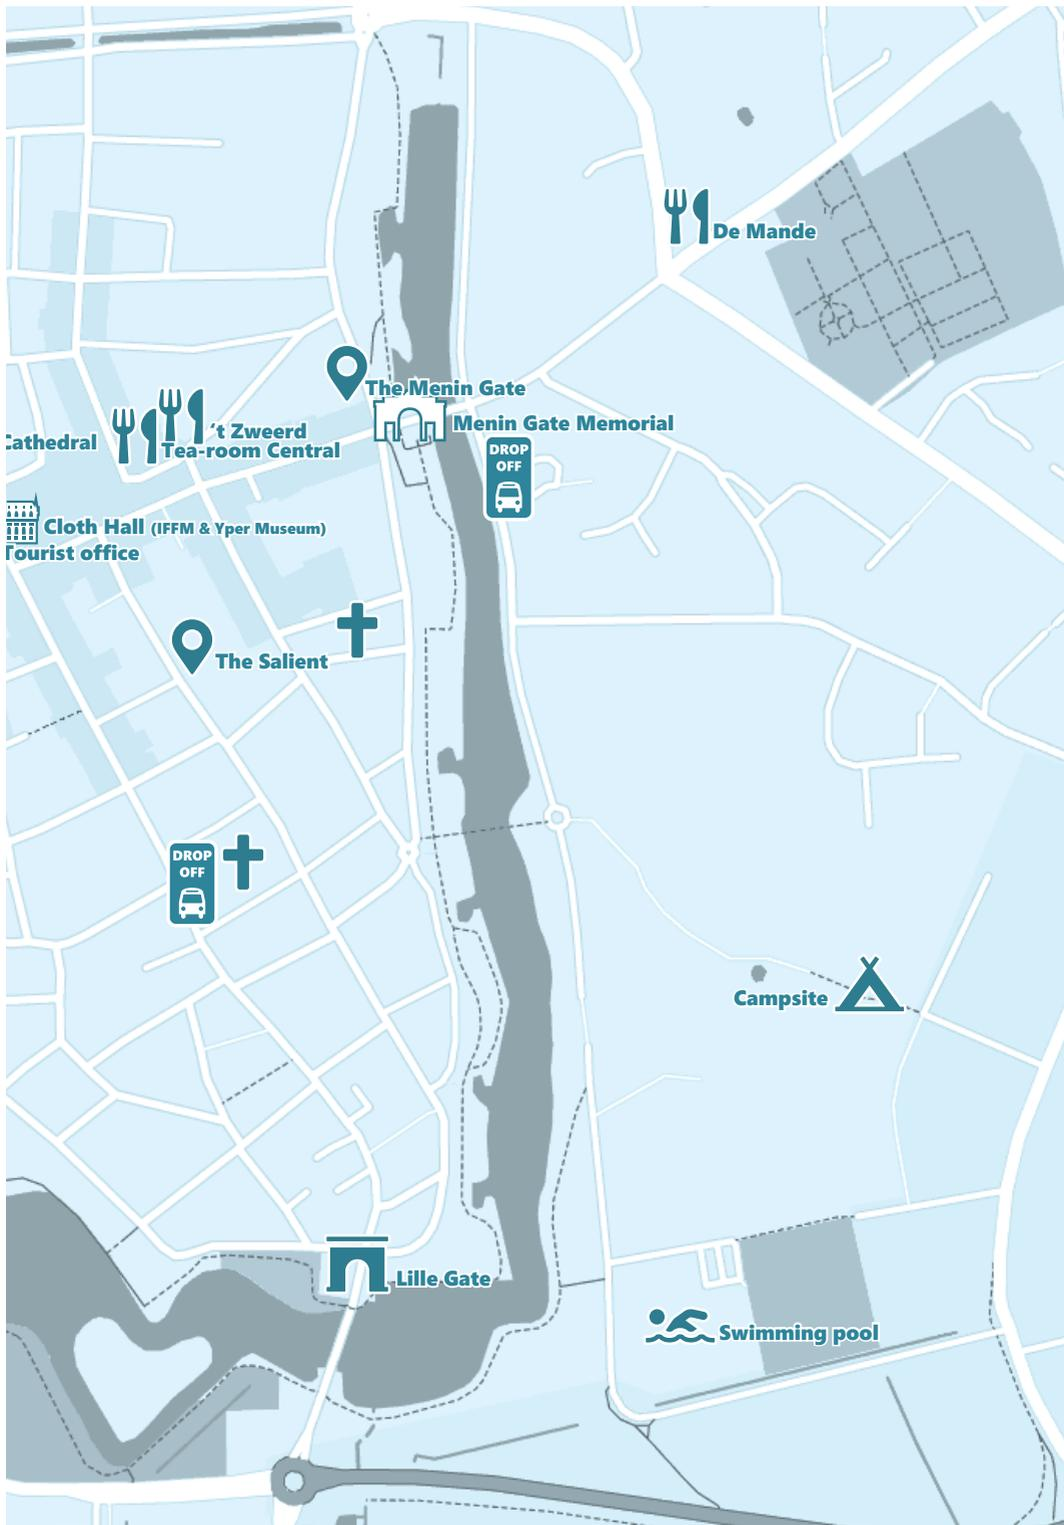 De Mande
The Menin Gate
Menin Gate Memorial
't Zweerd
Tea-room Central
Cathedral
DROP
OFF
Cloth Hall (IFFM & Yper Museum)
Tourist office
The Salient
DROP
OFF
Campsite
Lille Gate
Swimming pool